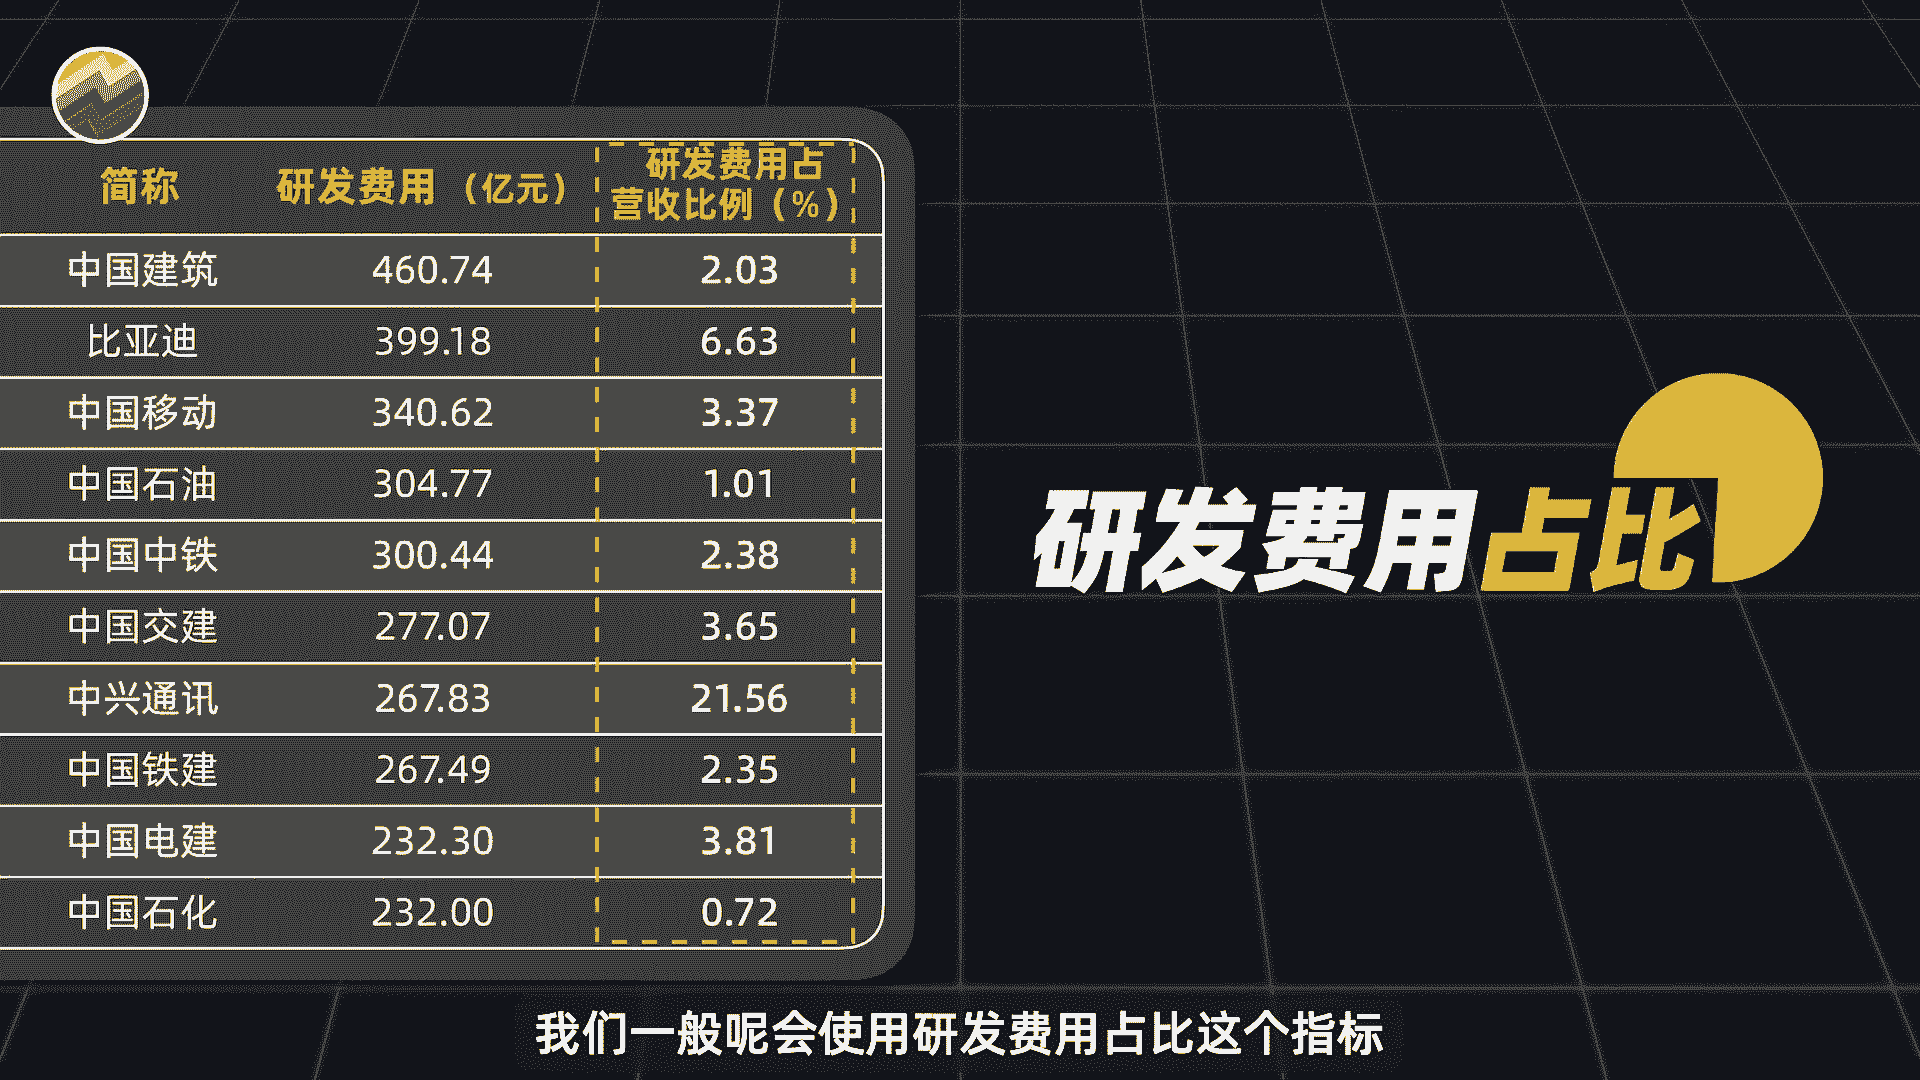 简称 研发费用（亿元） 研发费用占
营收比例（%）
中国建筑 460.74 2.03
比亚迪 399.18 6.63
中国移动 340.62 3.37
中国石油 304.77 1.01
中国中铁 300.44 2.38
中国交建 277.07 3.65
中兴通讯 267.83 21.56
中国铁建 267.49 2.35
中国电建 232.30 3.81
中国石化 232.00 0.72
研发费用占比
我们一般呢会使用研发费用占比这个指标